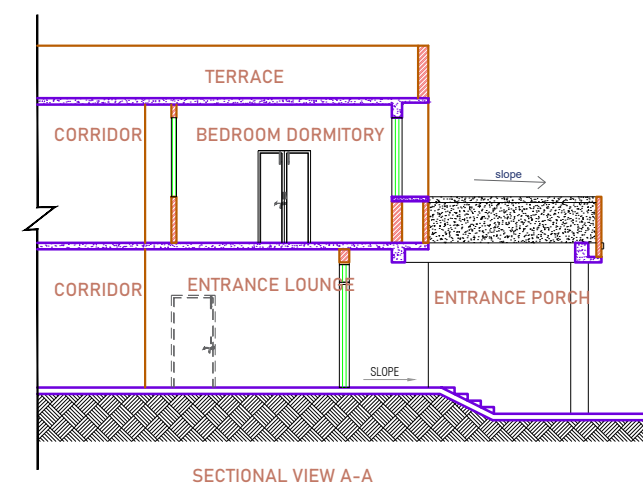 TERRACE
CORRIDOR
BEDROOM DORMITORY
slope
CORRIDOR
ENTRANCE LOUNGE
ENTRANCE PORCH
SLOPE
SECTIONAL VIEW A-A